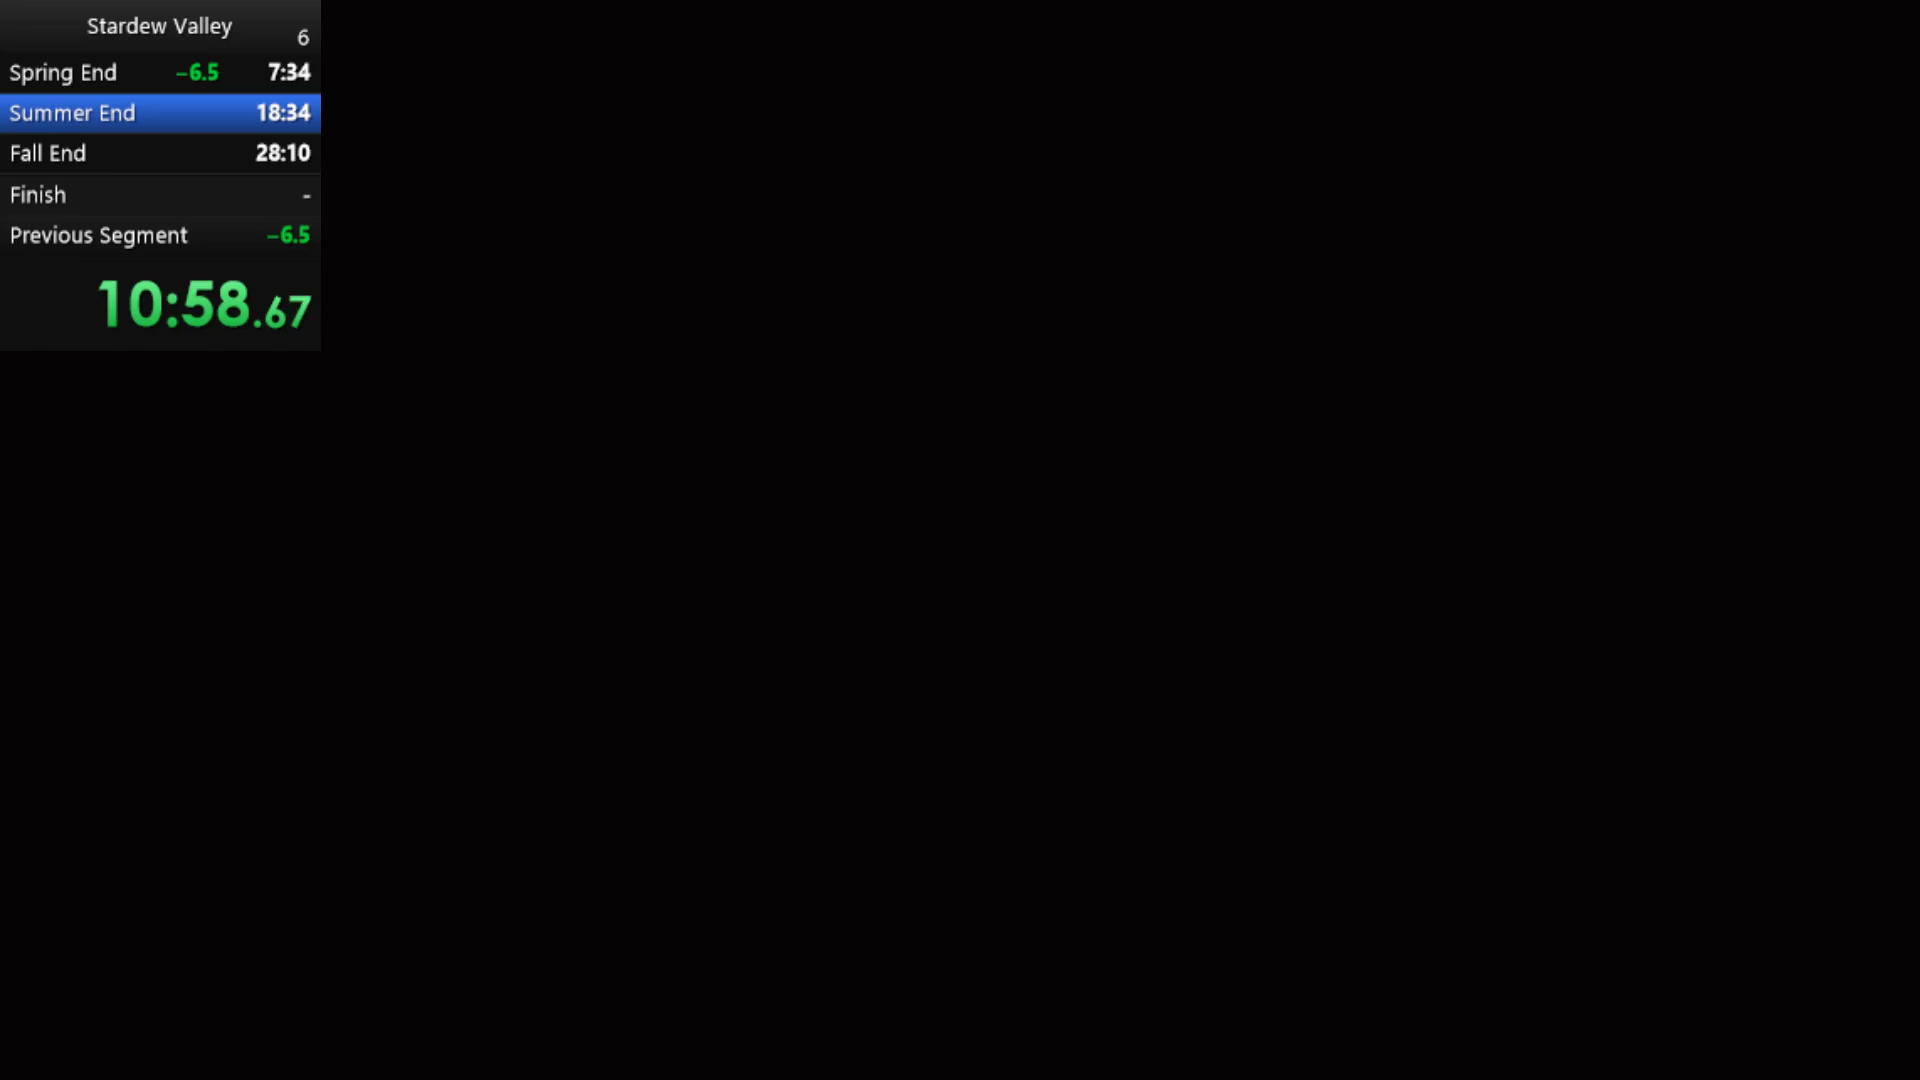 Stardew Valley
6
Spring End −6.5 7:34
Summer End 18:34
Fall End 28:10
Finish -
Previous Segment −6.5
10:58.67